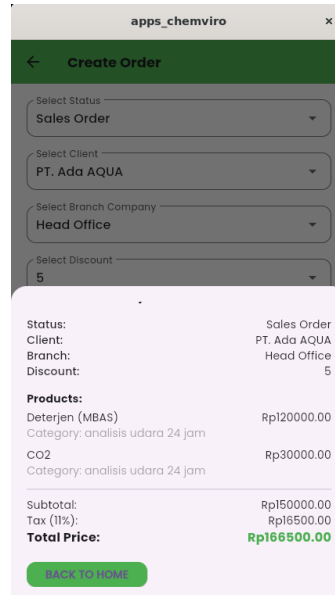 apps_chemviro ×
Create Order
Select Status
Sales Order
Select Client
PT. Ada AQUA
Select Branch Company
Head Office
Select Discount
5
Status: Sales Order
Client: PT. Ada AQUA
Branch: Head Office
Discount: 5
Products:
Deterjen (MBAS) Rp120000.00
Category: analisis udara 24 jam
CO2 Rp30000.00
Category: analisis udara 24 jam
Subtotal: Rp150000.00
Tax (11%): Rp16500.00
Total Price: Rp166500.00
BACK TO HOME